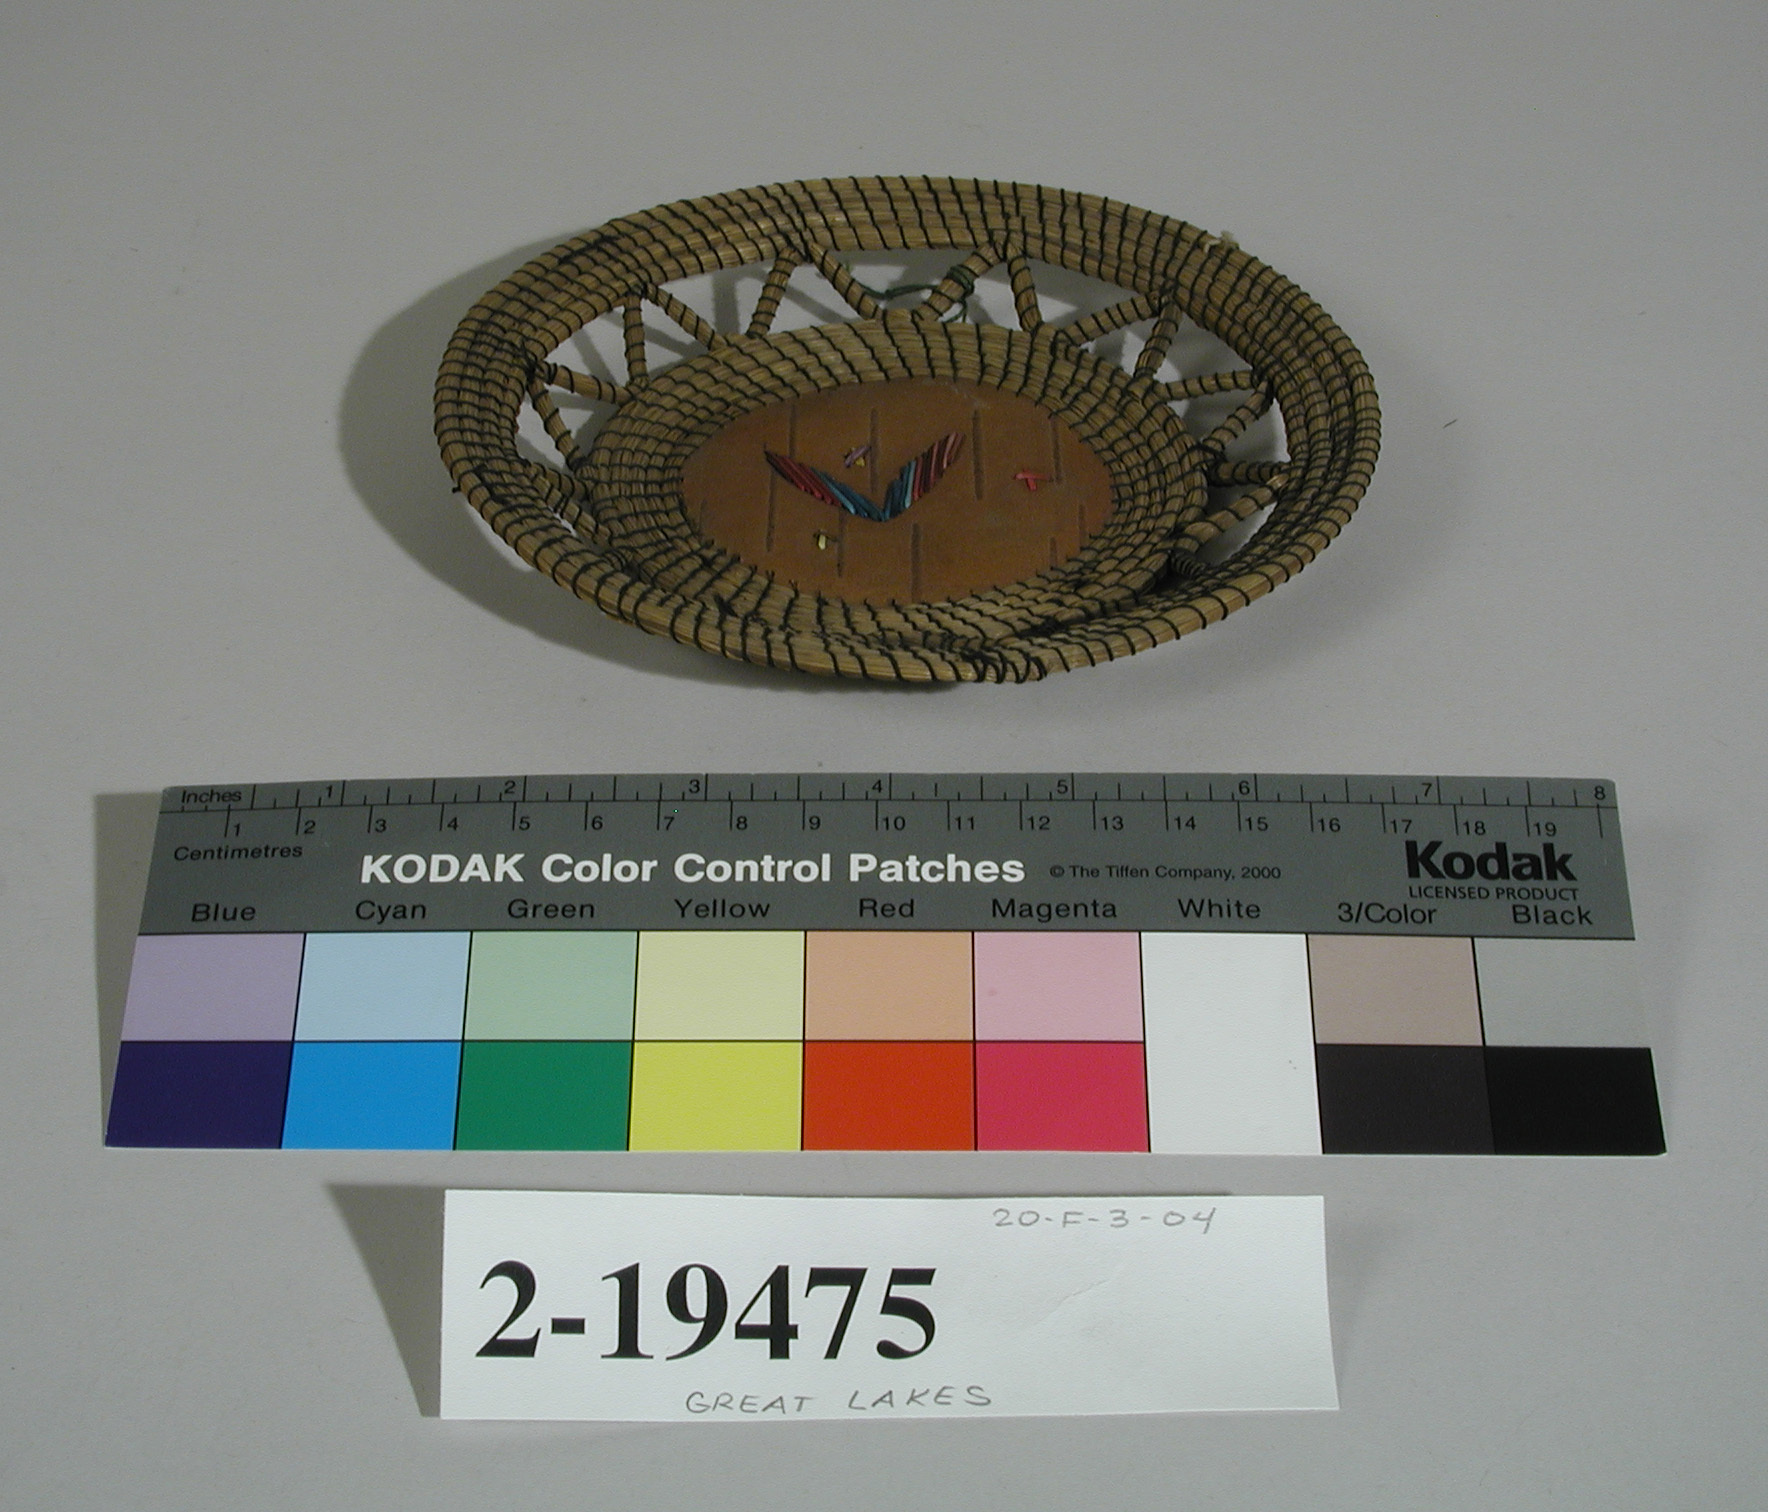 Inches 1 2 3 4 5 6 7 8
1 2 3 4 5 6 7 8 9 10 11 12 13 14 15 16 17 18 19
Centimetres
KODAK Color Control Patches © The Tiffen Company, 2000
Kodak
LICENSED PRODUCT
Blue Cyan Green Yellow Red Magenta White 3/Color Black
20-F-3-04
2-19475
GREAT LAKES